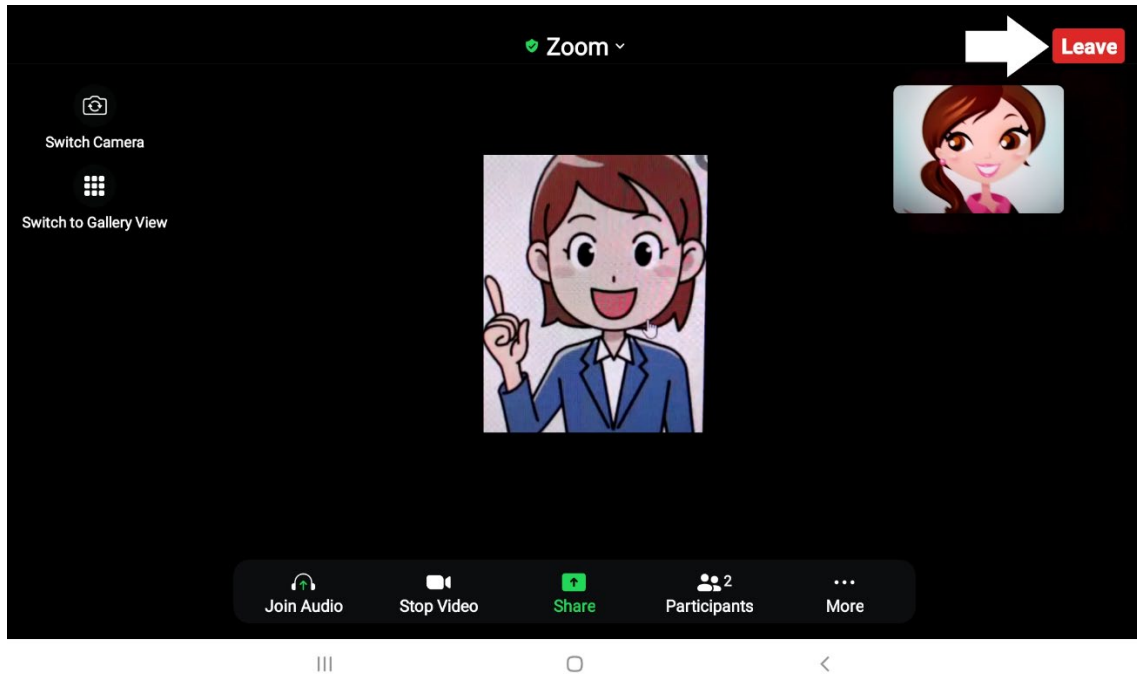 Zoom
Leave
Switch Camera
Switch to Gallery View
2
Join Audio
Stop Video
Share
Participants
More